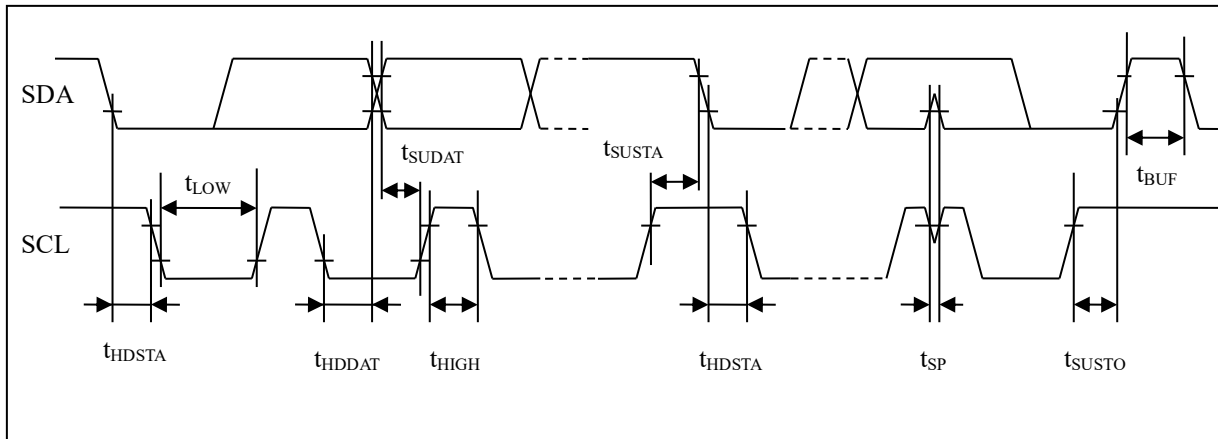 SDA
tSUDAT
tSUSTA
tBUF
tLOW
SCL
tHDSTA
tHDDAT
tHIGH
tHDSTA
tSP
tSUSTO